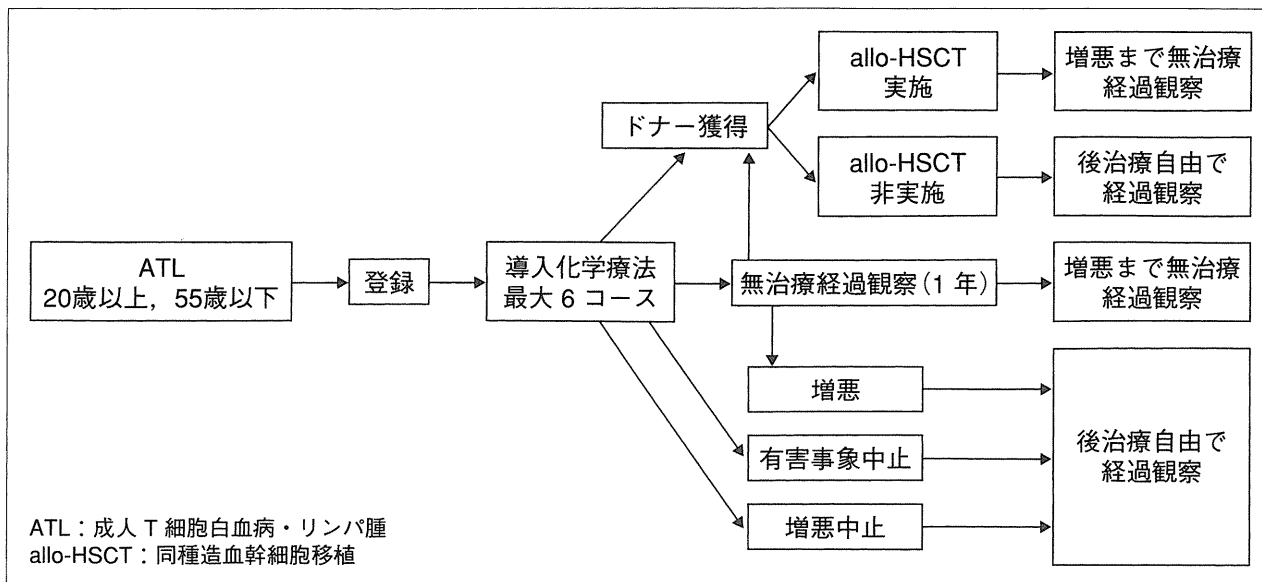 ATL
20歳以上，55歳以下
登録
導入化学療法
最大 6 コース
ドナー獲得
allo-HSCT
実施
増悪まで無治療
経過観察
allo-HSCT
非実施
後治療自由で
経過観察
無治療経過観察（1 年）
増悪まで無治療
経過観察
増悪
有害事象中止
増悪中止
後治療自由で
経過観察
ATL：成人 T 細胞白血病・リンパ腫
allo-HSCT：同種造血幹細胞移植